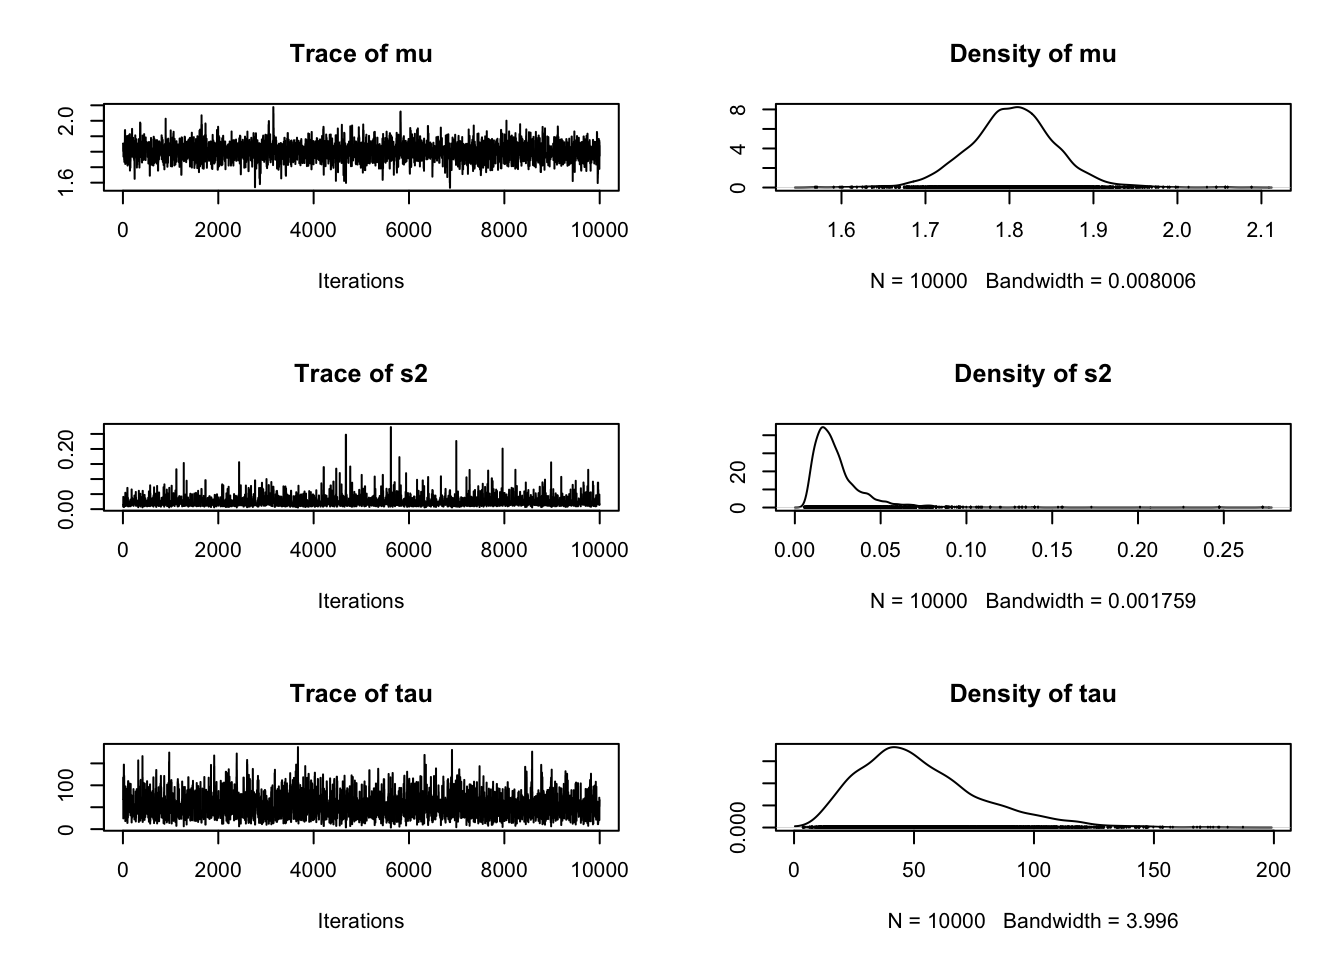 Trace of mu
2.0
1.6
0 2000 4000 6000 8000 10000
Iterations
Density of mu
8
4
0
1.6 1.7 1.8 1.9 2.0 2.1
N = 10000 Bandwidth = 0.008006
Trace of s2
0.20
0.00
0 2000 4000 6000 8000 10000
Iterations
Density of s2
20
0
0.00 0.05 0.10 0.15 0.20 0.25
N = 10000 Bandwidth = 0.001759
Trace of tau
100
0
0 2000 4000 6000 8000 10000
Iterations
Density of tau
0.000
0 50 100 150 200
N = 10000 Bandwidth = 3.996